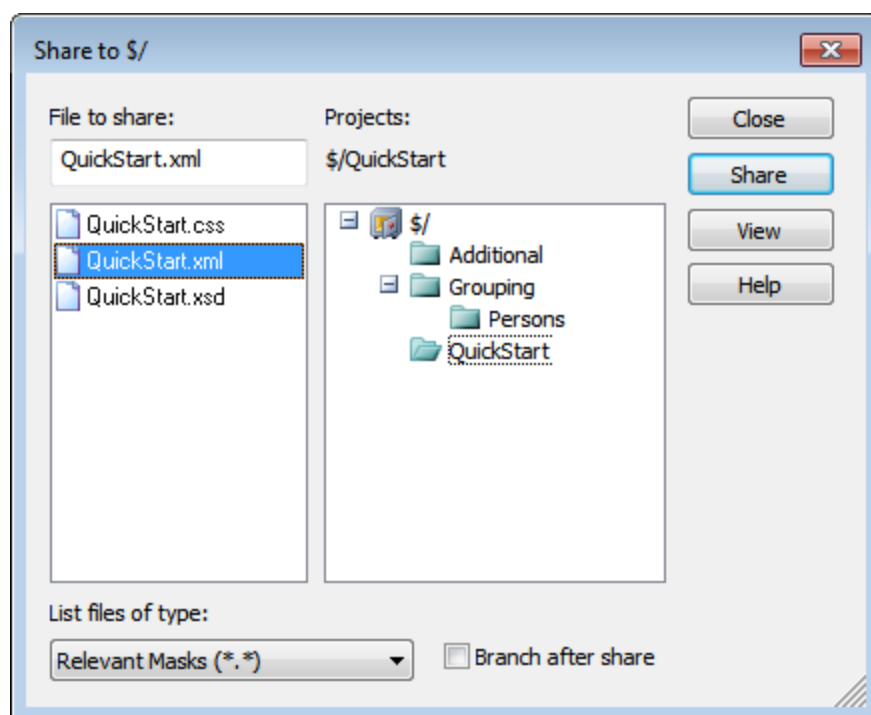 Share to $/
File to share:
QuickStart.xml
QuickStart.css
QuickStart.xml
QuickStart.xsd
Projects:
$/QuickStart
$/
Additional
Grouping
Persons
QuickStart
Close
Share
View
Help
List files of type:
Relevant Masks (*.*)
Branch after share